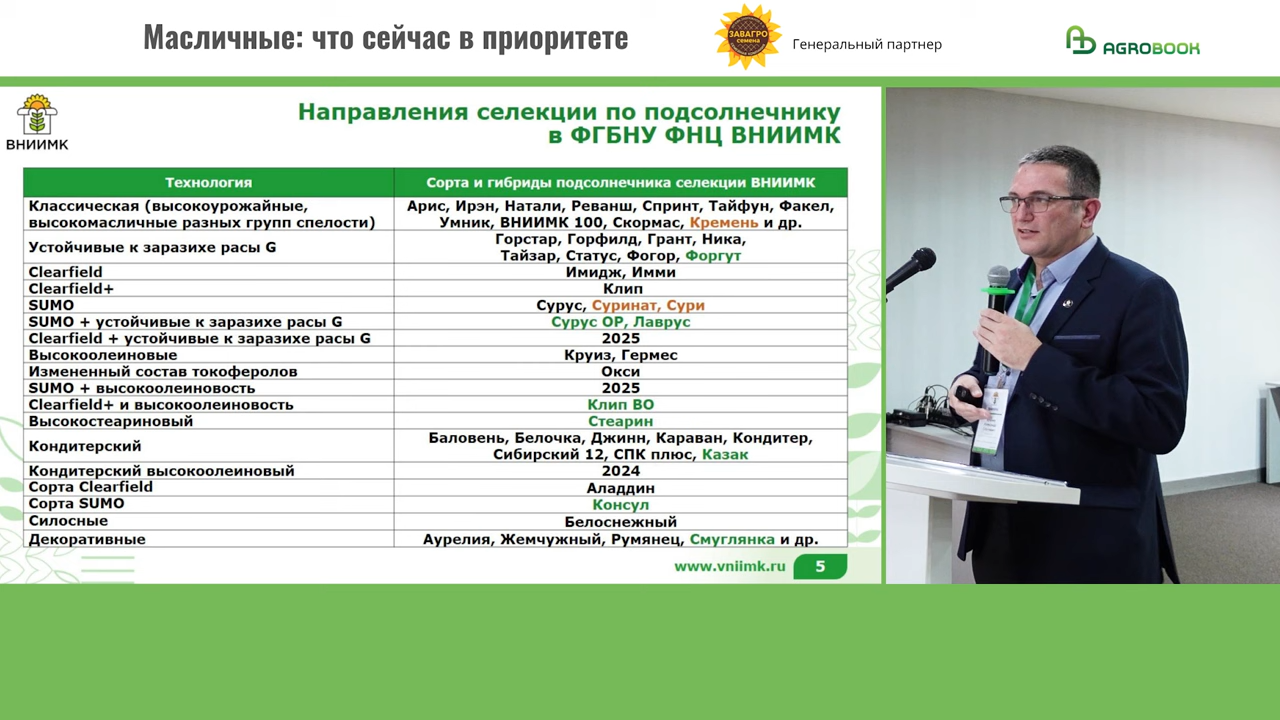 Масличные: что сейчас в приоритете
ЗАВАГРО
семена
Генеральный партнер
AGROBOOK
ВНИИМК
Направления селекции по подсолнечнику
в ФГБНУ ФНЦ ВНИИМК
Технология
Сорта и гибриды подсолнечника селекции ВНИИМК
Классическая (высокоурожайные,
высокомасличные разных групп спелости)
Арис, Ирэн, Натали, Реванш, Спринт, Тайфун, Факел,
Умник, ВНИИМК 100, Скормас, Кремень и др.
Устойчивые к заразихе расы G
Горстар, Горфилд, Грант, Ника,
Тайзар, Статус, Фогор, Форгут
Clearfield
Имидж, Имми
Clearfield+
Клип
SUMO
Сурус, Суринат, Сури
SUMO + устойчивые к заразихе расы G
Сурус ОР, Лаврус
Clearfield + устойчивые к заразихе расы G
2025
Высокоолеиновые
Круиз, Гермес
Измененный состав токоферолов
Окси
SUMO + высокоолеиновость
2025
Clearfield+ и высокоолеиновость
Клип ВО
Высокостеариновый
Стеарин
Кондитерский
Баловень, Белочка, Джинн, Караван, Кондитер,
Сибирский 12, СПК плюс, Казак
Кондитерский высокоолеиновый
2024
Сорта Clearfield
Аладдин
Сорта SUMO
Консул
Силосные
Белоснежный
Декоративные
Аурелия, Жемчужный, Румянец, Смуглянка и др.
www.vniimk.ru
5